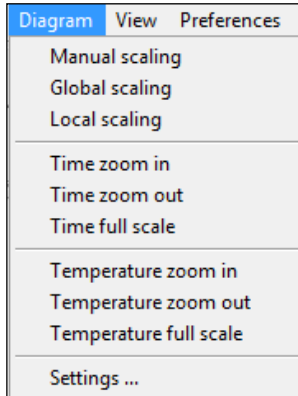 Diagram View Preferences
Manual scaling
Global scaling
Local scaling
Time zoom in
Time zoom out
Time full scale
Temperature zoom in
Temperature zoom out
Temperature full scale
Settings ...